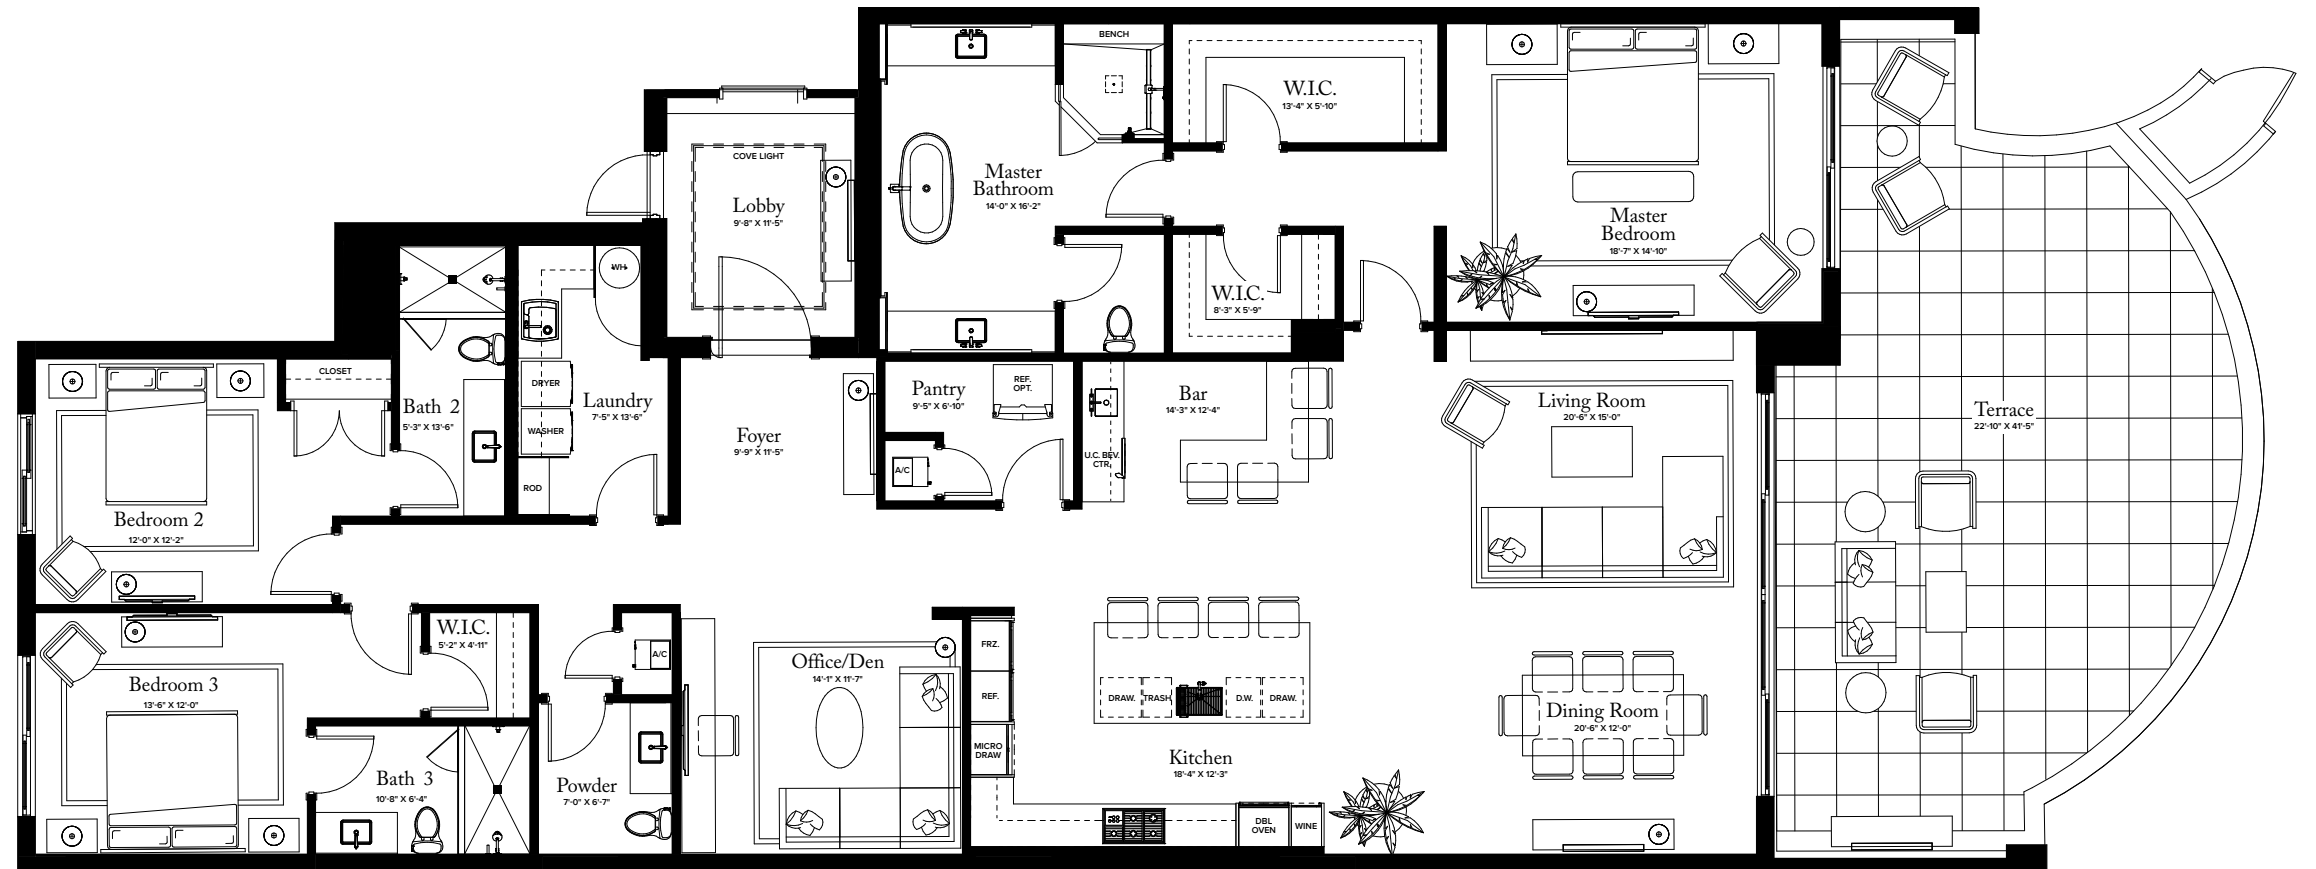 BENCH
W.I.C.
13'-4" X 5'-10"
COVE LIGHT
Lobby
9'-8" X 11'-5"
Master
Bathroom
14'-0" X 16'-2"
Master
Bedroom
18'-7" X 14'-10"
WH
W.I.C.
8'-3" X 5'-9"
CLOSET
DRYER
WASHER
ROD
Laundry
7'-5" X 13'-6"
Bath 2
5'-3" X 13'-6"
Foyer
9'-9" X 11'-5"
Pantry
9'-5" X 6'-10"
REF.
OPT.
A/C
Bar
14'-3" X 12'-4"
U.C. BEV.
CTR.
Living Room
20'-6" X 15'-0"
Terrace
22'-10" X 41'-5"
Bedroom 2
12'-0" X 12'-2"
W.I.C.
5'-2" X 4'-11"
A/C
Office/Den
14'-1" X 11'-7"
FRZ.
REF.
MICRO
DRAW
DRAW.
TRASH
D.W.
DRAW.
Bedroom 3
13'-6" X 12'-0"
Dining Room
20'-6" X 12'-0"
Kitchen
18'-4" X 12'-3"
Bath 3
10'-8" X 6'-4"
Powder
7'-0" X 6'-7"
DBL
OVEN
WINE